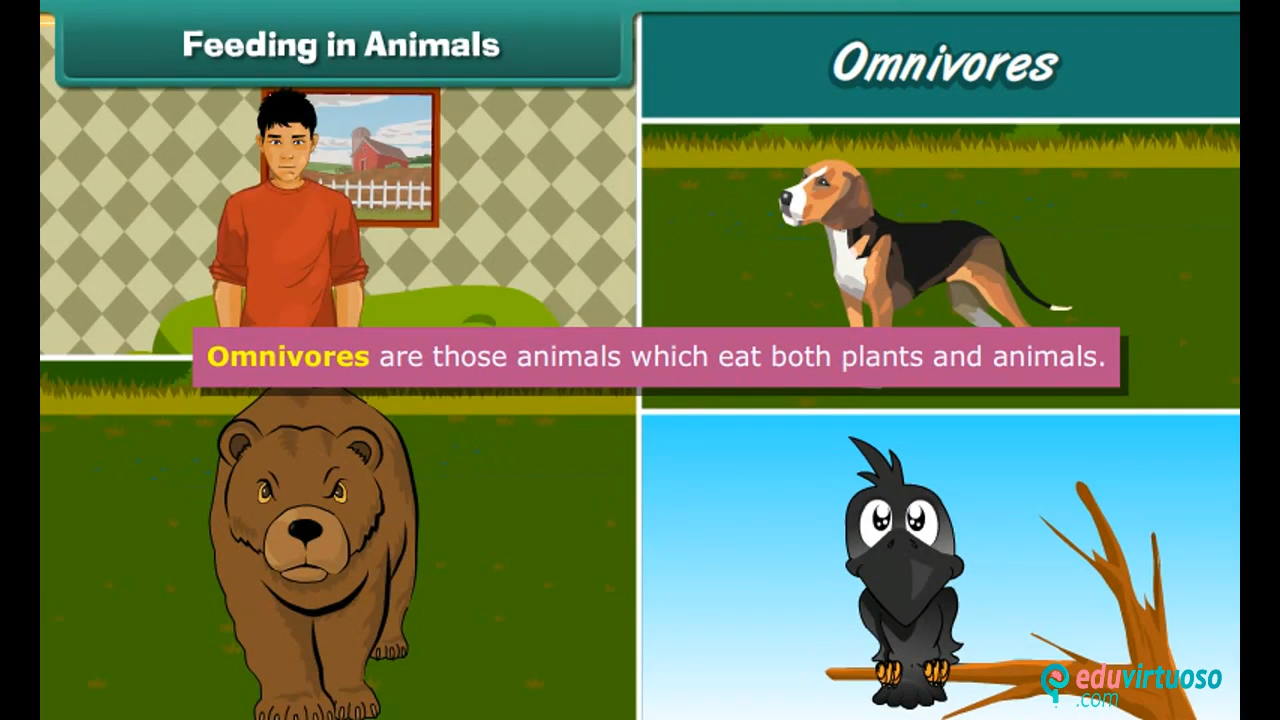 Feeding in Animals
Omnivores
Omnivores are those animals which eat both plants and animals.
eduvirtuoso
.com